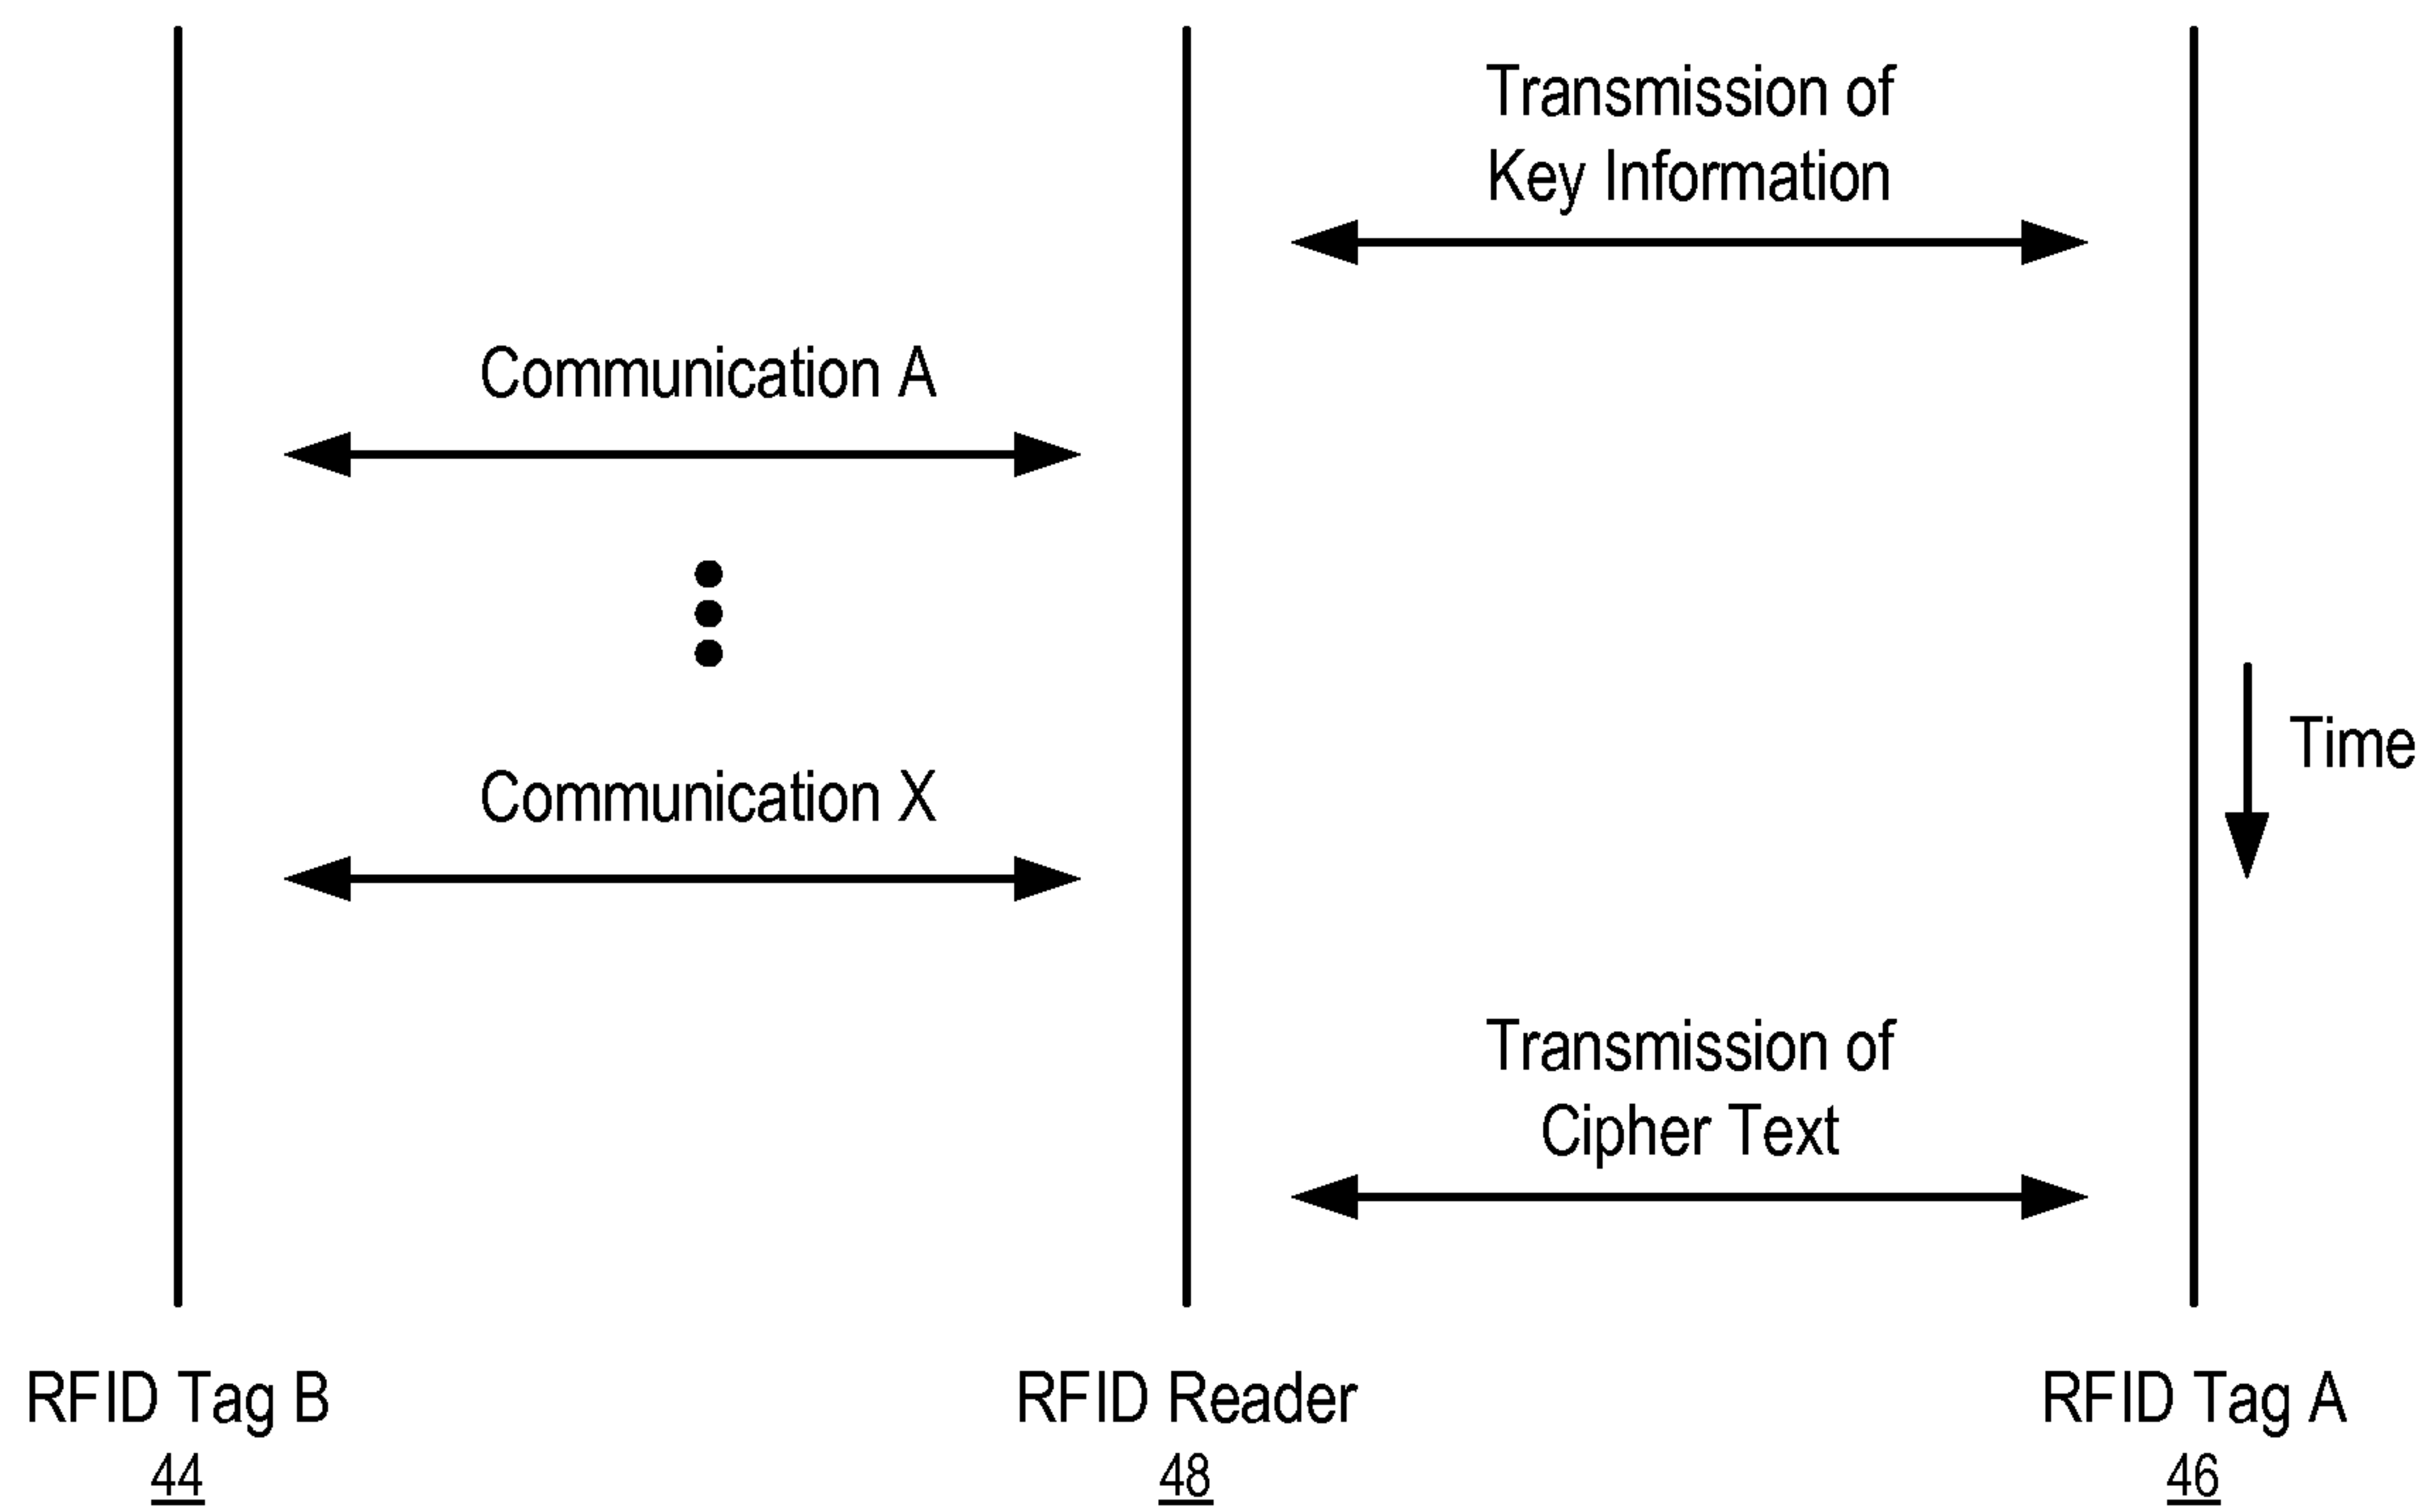 Transmission of
Key Information
Communication A
Time
Communication X
Transmission of
Cipher Text
RFID Tag B
44
RFID Reader
48
RFID Tag A
46